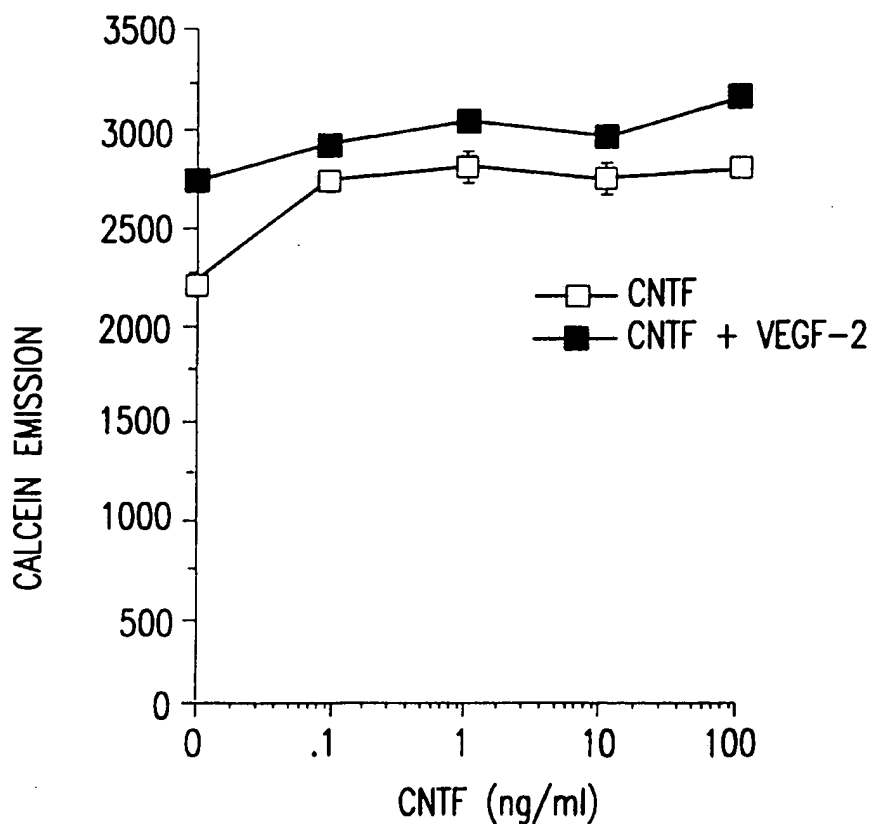 3500
3000
2500
2000
1500
1000
500
0
CALCEIN EMISSION
CNTF
CNTF + VEGF-2
0 .1 1 10 100
CNTF (ng/ml)